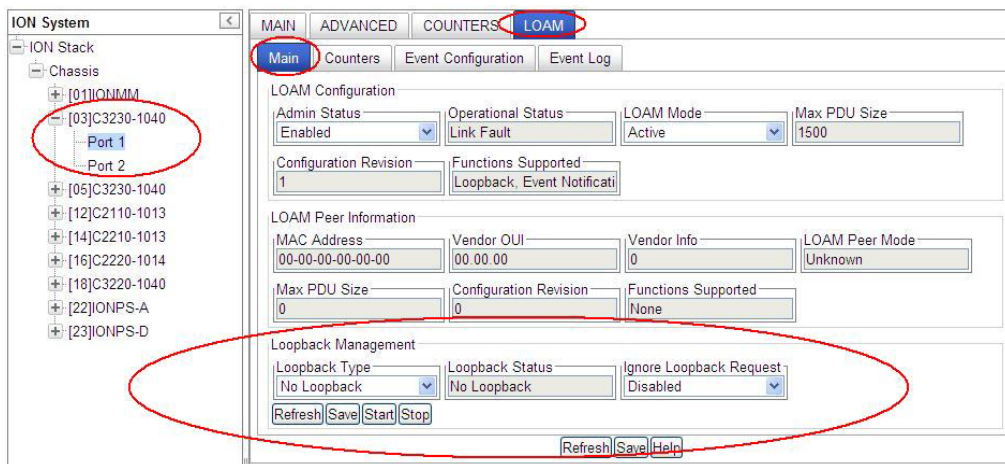 ION System <
ION Stack
Chassis
[01]IONMM
[03]C3230-1040
Port 1
Port 2
[05]C3230-1040
[12]C2110-1013
[14]C2210-1013
[16]C2220-1014
[18]C3220-1040
[22]IONPS-A
[23]IONPS-D
MAIN ADVANCED COUNTERS LOAM
Main Counters Event Configuration Event Log
LOAM Configuration
Admin Status Operational Status LOAM Mode Max PDU Size
Enabled Link Fault Active 1500
Configuration Revision Functions Supported
1 Loopback, Event Notificati
LOAM Peer Information
MAC Address Vendor OUI Vendor Info LOAM Peer Mode
00-00-00-00-00-00 00.00.00 0 Unknown
Max PDU Size Configuration Revision Functions Supported
0 0 None
Loopback Management
Loopback Type Loopback Status Ignore Loopback Request
No Loopback No Loopback Disabled
Refresh Save Start Stop
Refresh Save Help